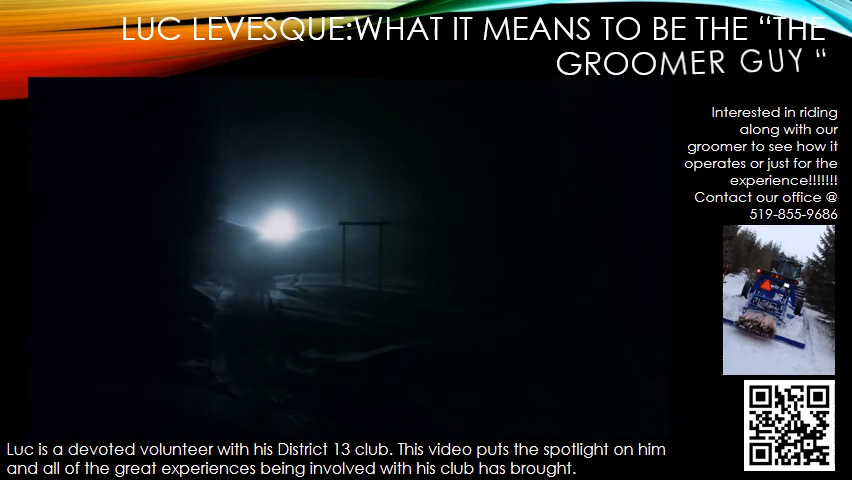 LUC LEVESQUE:WHAT IT MEANS TO BE THE “THE
GROOMER GUY “
Interested in riding
along with our
groomer to see how it
operates or just for the
experience!!!!!!!
Contact our office @
519-855-9686
Luc is a devoted volunteer with his District 13 club. This video puts the spotlight on him
and all of the great experiences being involved with his club has brought.